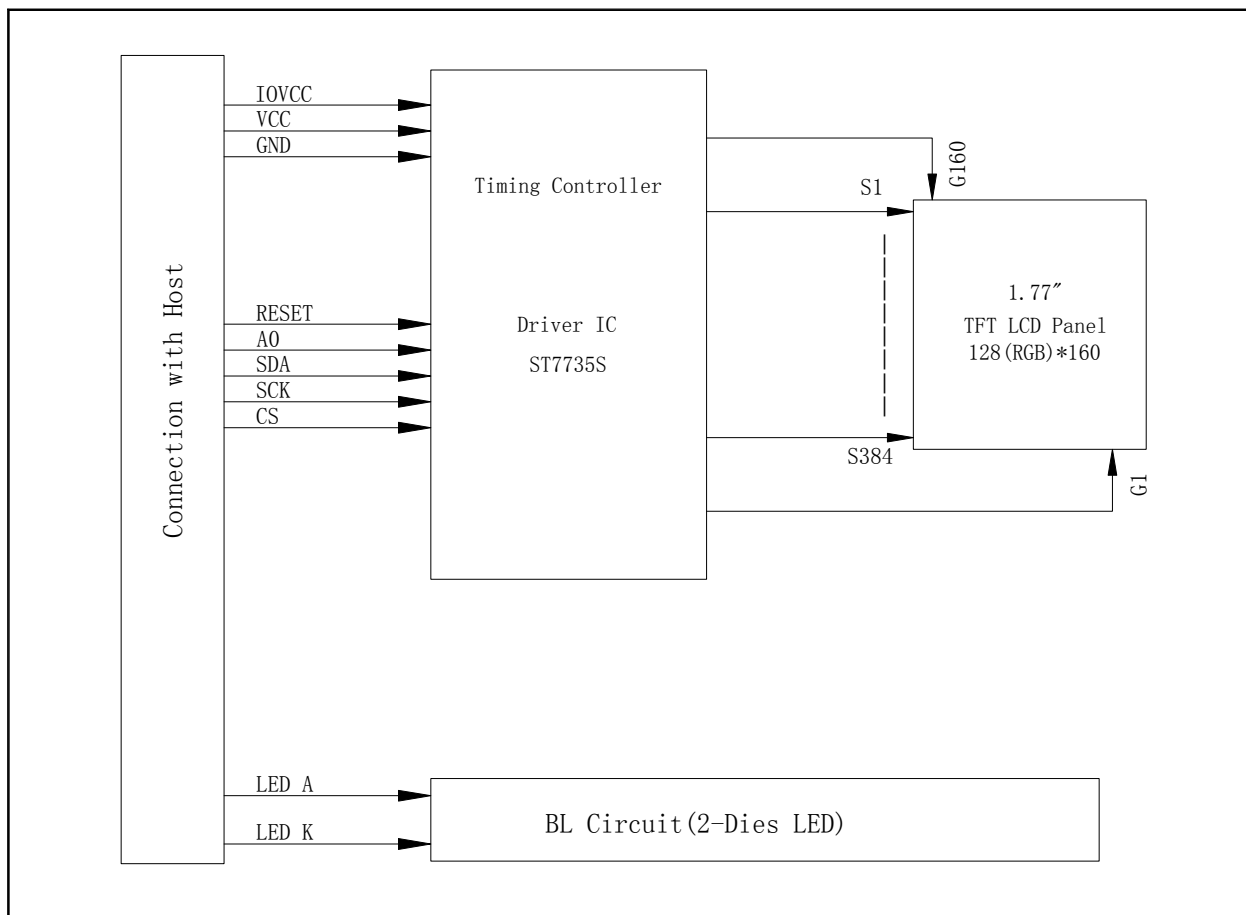 Connection with Host
IOVCC
VCC
GND
RESET
A0
SDA
SCK
CS
LED A
LED K
Timing Controller
Driver IC
ST7735S
S1
S384
G160
G1
1.77″
TFT LCD Panel
128(RGB)*160
BL Circuit(2-Dies LED)